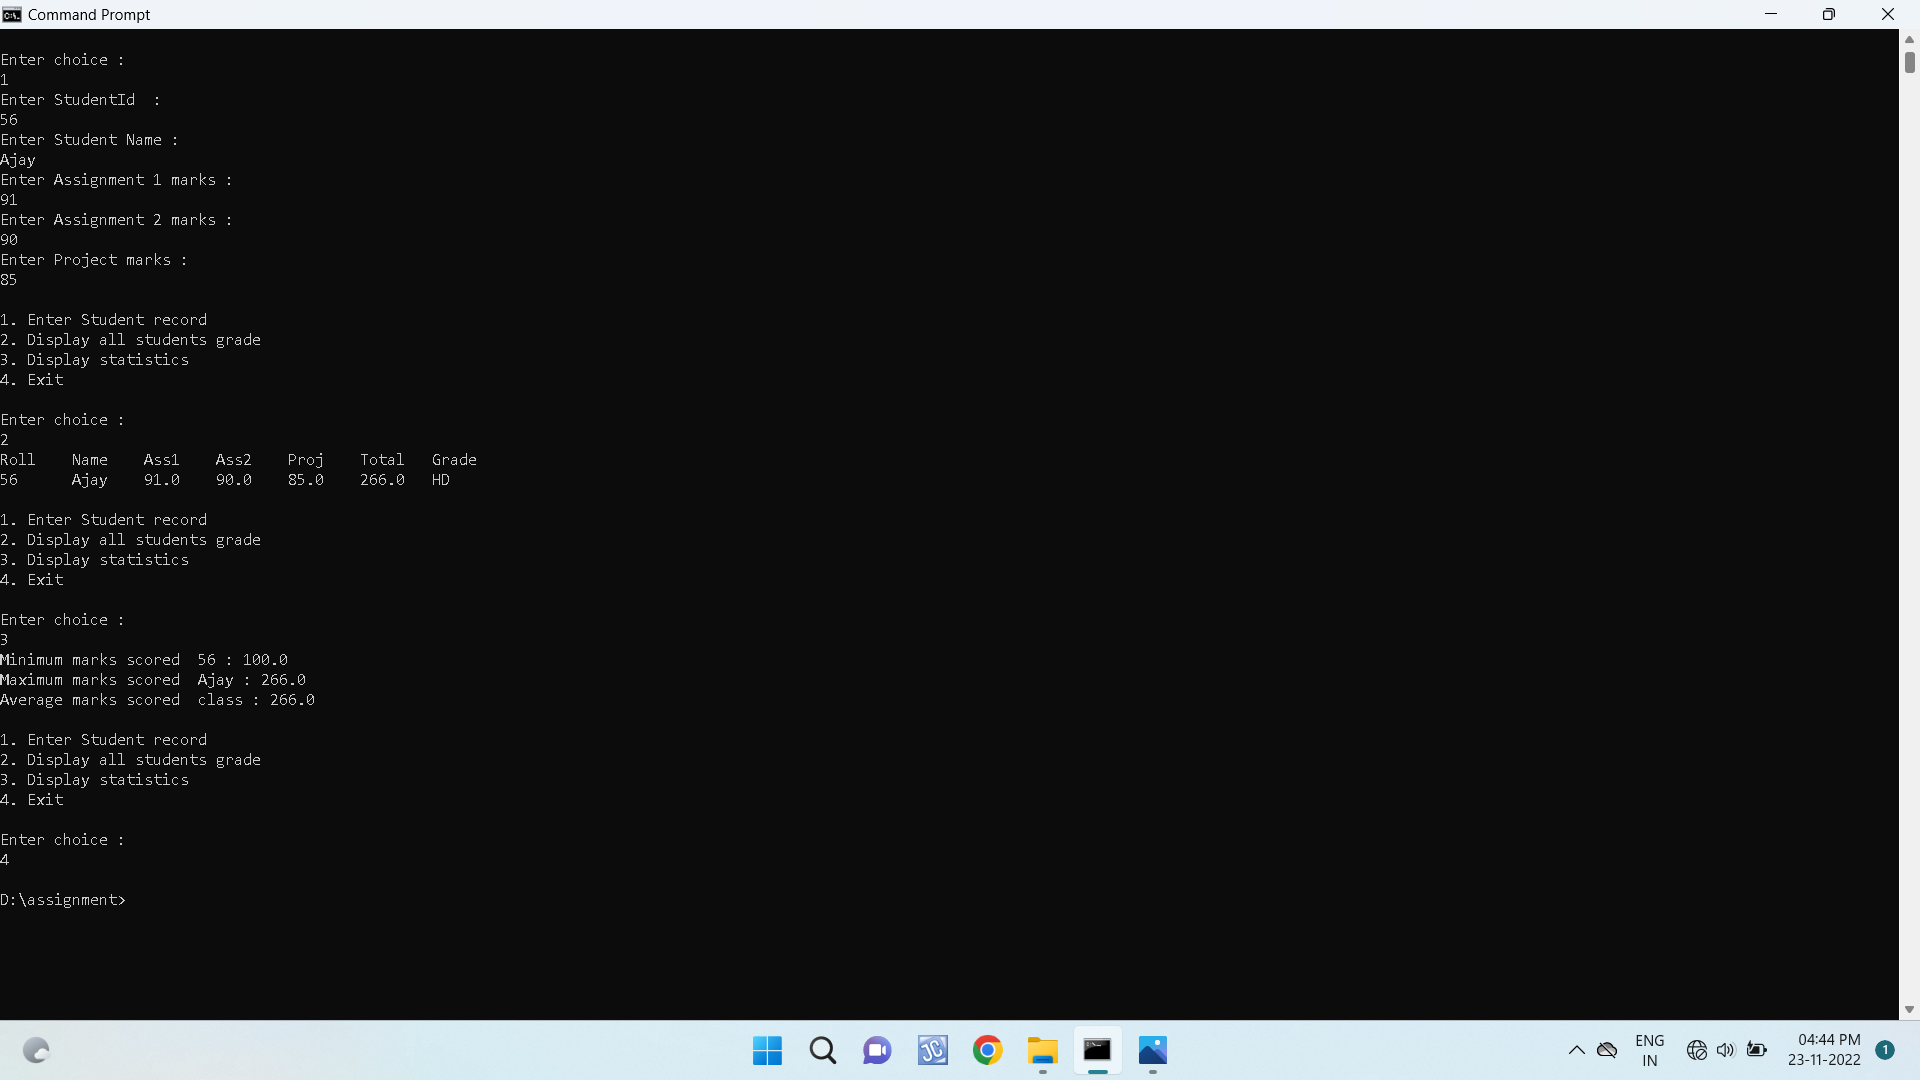 Command Prompt
Enter choice :
1
Enter StudentId  :
56
Enter Student Name :
Ajay
Enter Assignment 1 marks :
91
Enter Assignment 2 marks :
90
Enter Project marks :
85
1. Enter Student record
2. Display all students grade
3. Display statistics
4. Exit
Enter choice :
2
Roll    Name    Ass1    Ass2    Proj    Total   Grade
56      Ajay    91.0    90.0    85.0    266.0   HD
1. Enter Student record
2. Display all students grade
3. Display statistics
4. Exit
Enter choice :
3
Minimum marks scored  56 : 100.0
Maximum marks scored  Ajay : 266.0
Average marks scored  class : 266.0
1. Enter Student record
2. Display all students grade
3. Display statistics
4. Exit
Enter choice :
4
D:\assignment>
JC
ENG
IN
04:44 PM
23-11-2022
1